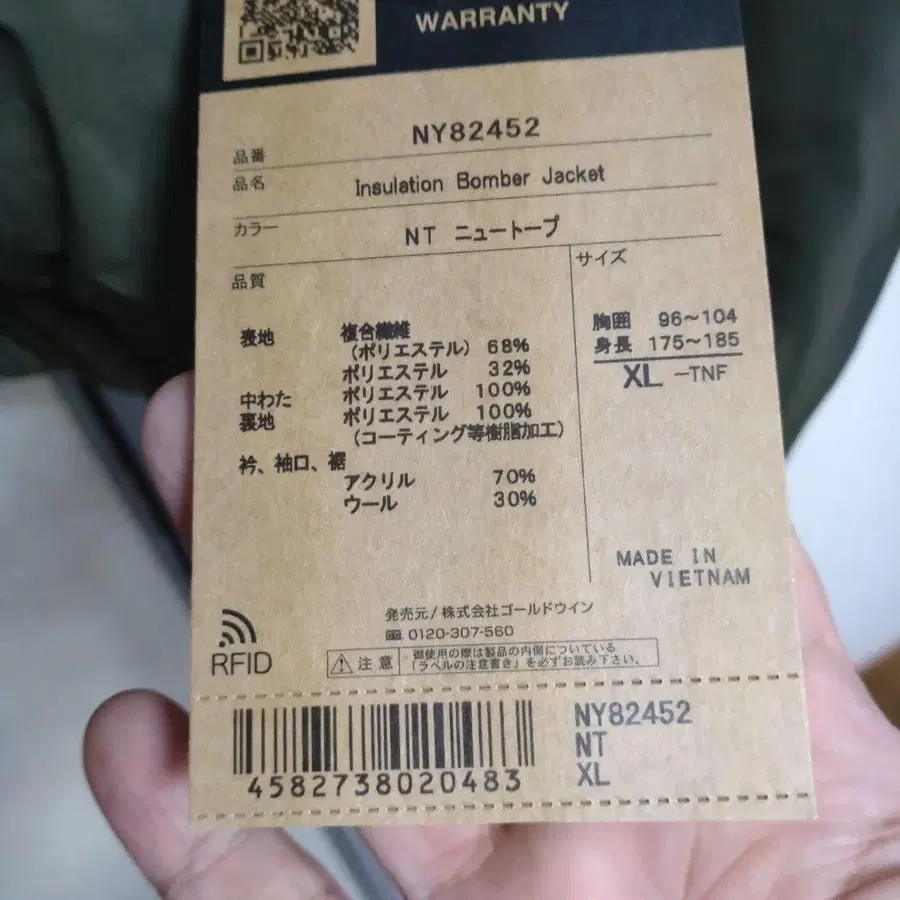 WARRANTY
品番 NY82452
品名 Insulation Bomber Jacket
カラー NT ニュートープ
品質
サイズ
表地 複合繊維
(ポリエステル) 68%
ポリエステル 32%
中わた ポリエステル 100%
裏地 ポリエステル 100%
(コーティング等樹脂加工)
衿、袖口、裾
アクリル 70%
ウール 30%
胸囲 96~104
身長 175~185
XL -TNF
MADE IN
VIETNAM
発売元/株式会社ゴールドウイン
0120-307-560
RFID
注意 御使用の際は製品の内側についている
「ラベルの注意書き」を必ずお読み下さい。
4582738020483
NY82452
NT
XL